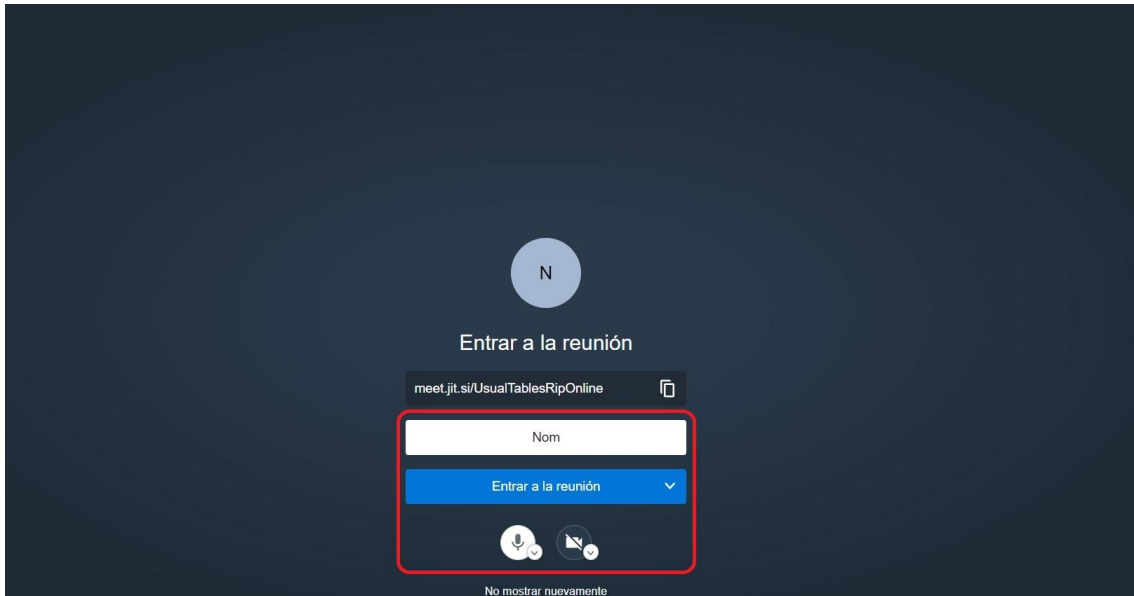 N
Entrar a la reunión
meet.jit.si/UsualTablesRipOnline
Nom
Entrar a la reunión
No mostrar nuevamente